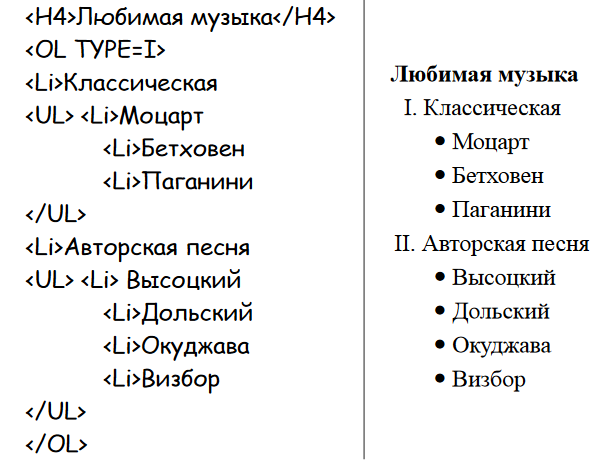 <H4>Любимая музыка</H4>
<OL TYPE=I>
<Li>Классическая
<UL> <Li>Моцарт
<Li>Бетховен
<Li>Паганини
</UL>
<Li>Авторская песня
<UL> <Li> Высоцкий
<Li>Дольский
<Li>Окуджава
<Li>Визбор
</UL>
</OL>
Любимая музыка
I. Классическая
• Моцарт
• Бетховен
• Паганини
II. Авторская песня
• Высоцкий
• Дольский
• Окуджава
• Визбор